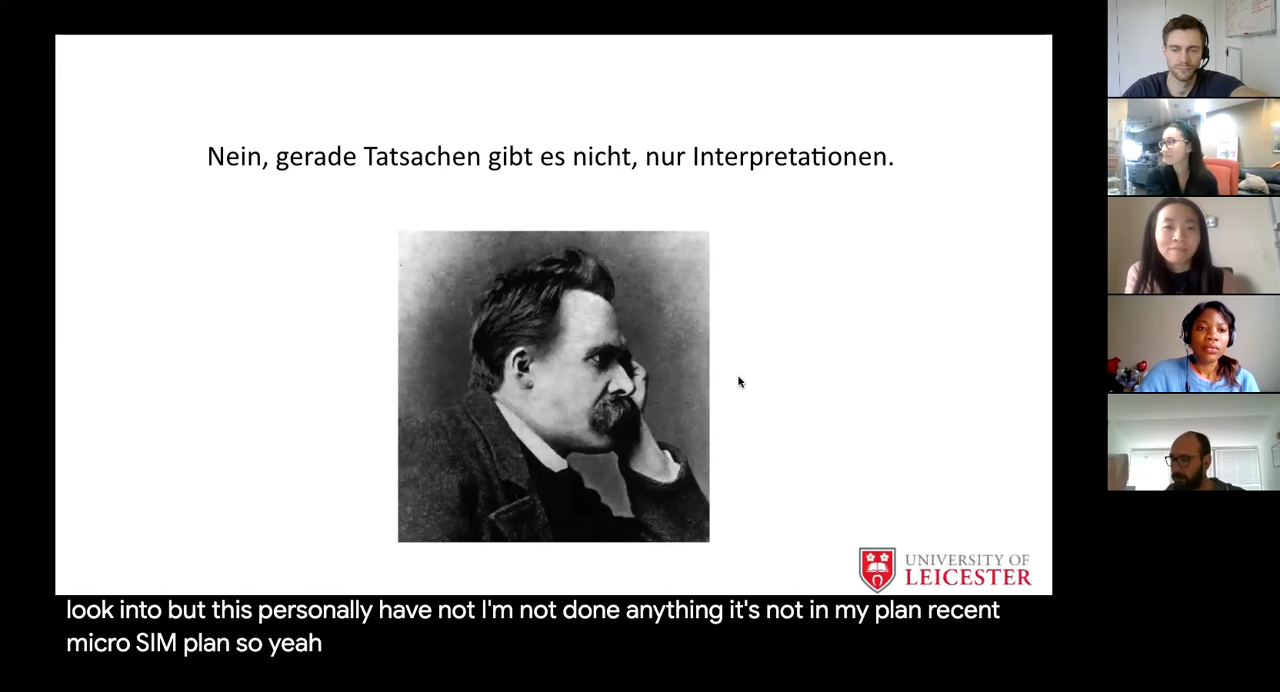 Nein, gerade Tatsachen gibt es nicht, nur Interpretationen.
UNIVERSITY OF
LEICESTER
look into but this personally have not I'm not done anything it's not in my plan recent
micro SIM plan so yeah